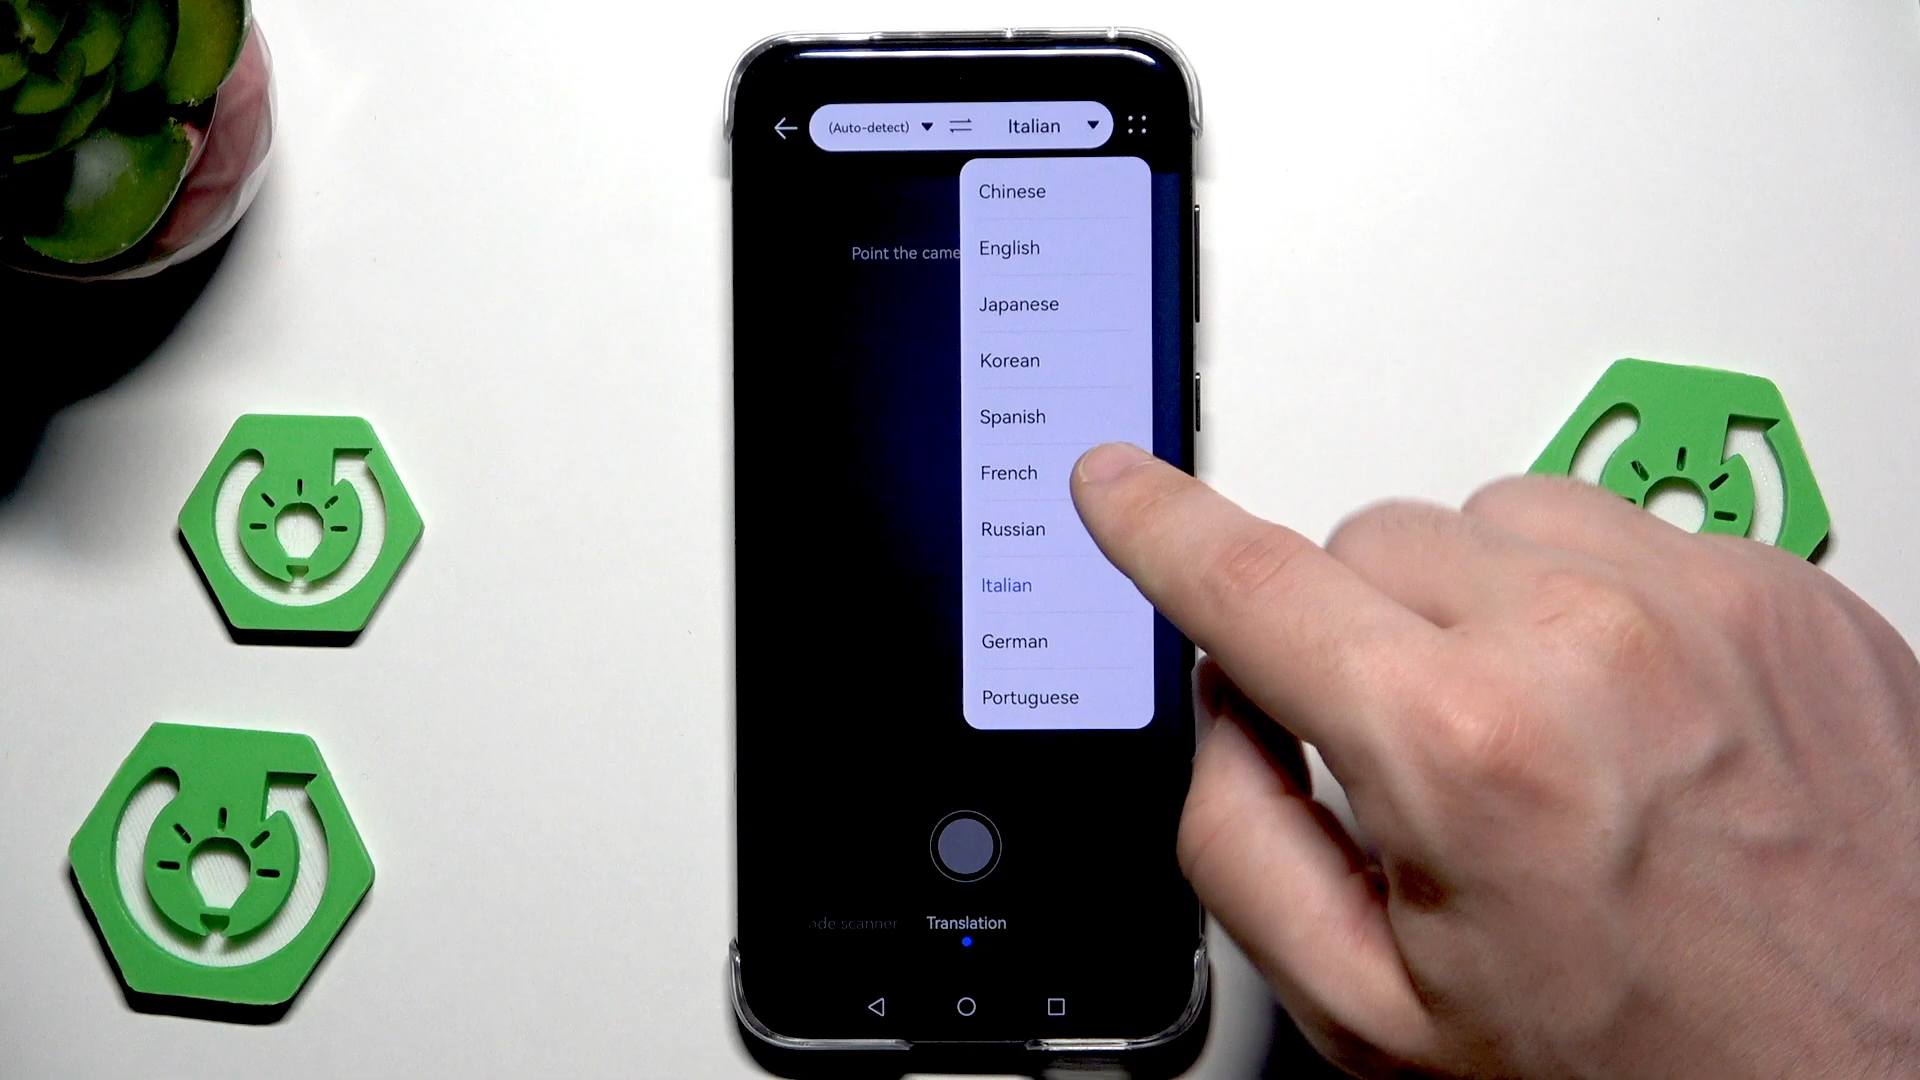 (Auto-detect) Italian
Chinese
English
Point the came
Japanese
Korean
Spanish
French
Russian
Italian
German
Portuguese
ode scanner Translation